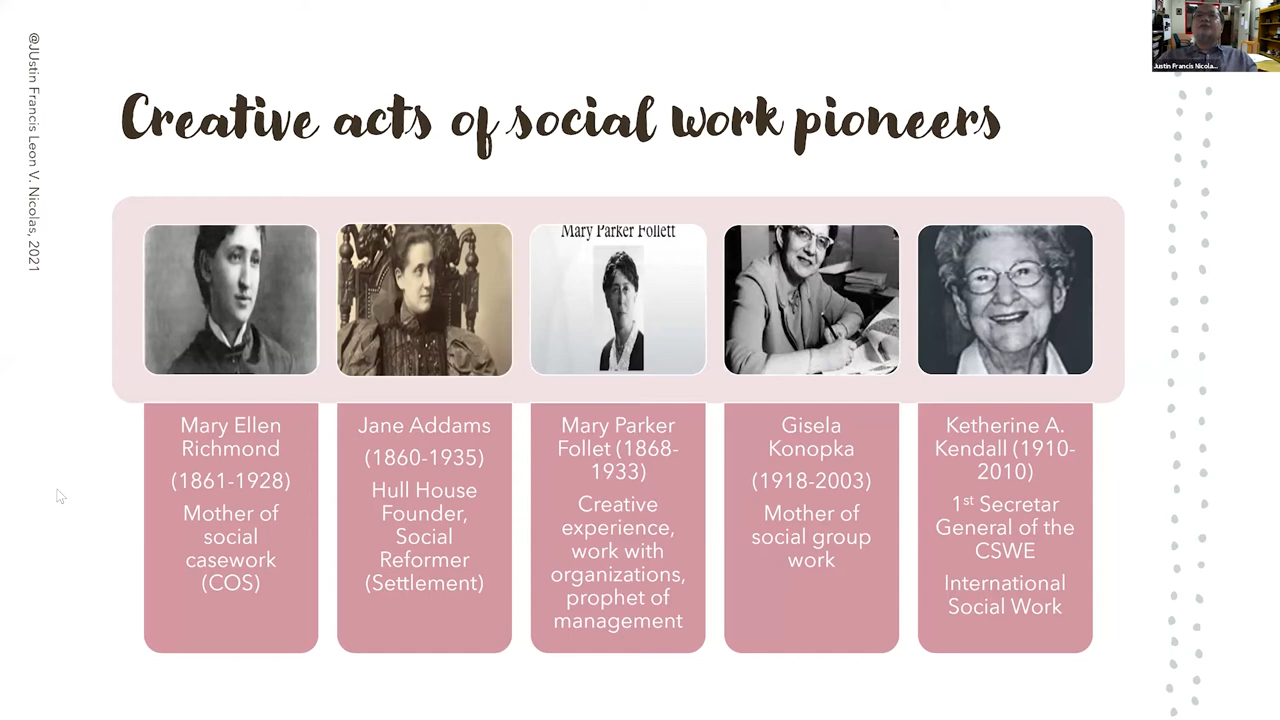 @JUstin Francis Leon V. Nicolas, 2021
Justin Francis Nicola...
Creative acts of social work pioneers
Mary Parker Follett
Mary Ellen
Richmond
(1861-1928)
Mother of
social
casework
(COS)
Jane Addams
(1860-1935)
Hull House
Founder,
Social
Reformer
(Settlement)
Mary Parker
Follet (1868-
1933)
Creative
experience,
work with
organizations,
prophet of
management
Gisela
Konopka
(1918-2003)
Mother of
social group
work
Ketherine A.
Kendall (1910-
2010)
1st Secretar
General of the
CSWE
International
Social Work